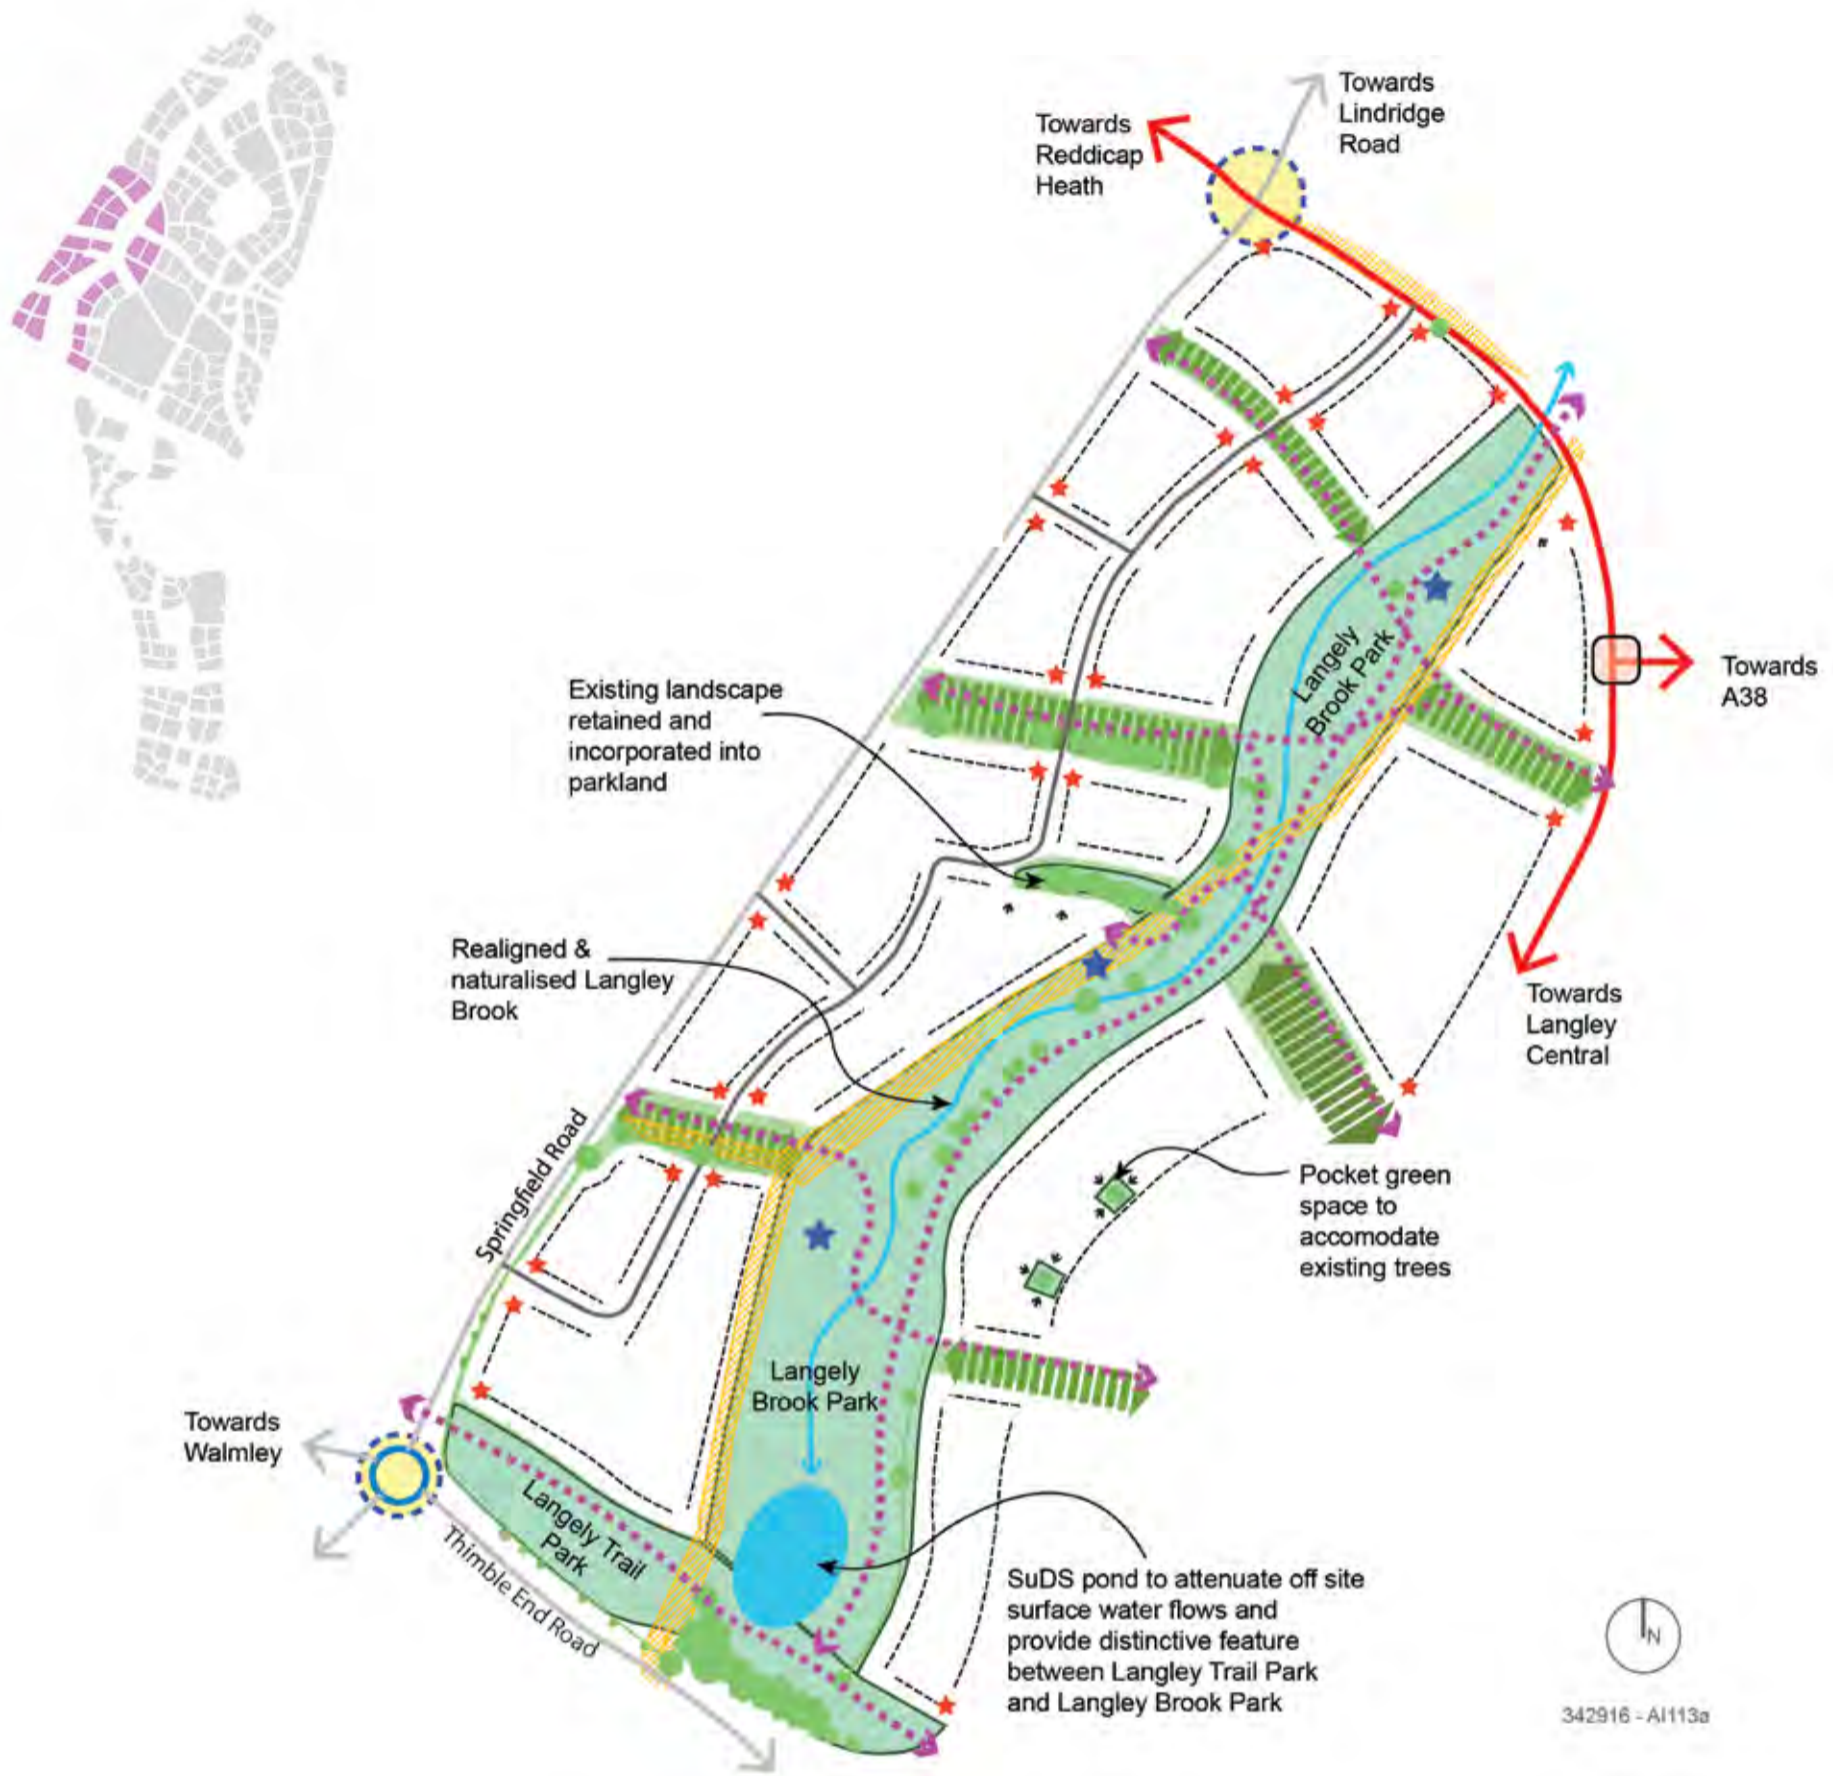 Towards
Lindridge
Road
Towards
Reddicap
Heath
Langely
Brook Park
Towards
A38
Existing landscape
retained and
incorporated into
parkland
Realigned &
naturalised Langley
Brook
Towards
Langley
Central
Springfield Road
Pocket green
space to
accomodate
existing trees
Langely
Brook Park
Towards
Walmley
Langely Trail
Park
Thimble End Road
SuDS pond to attenuate off site
surface water flows and
provide distinctive feature
between Langley Trail Park
and Langley Brook Park
N
342916 - AI113a